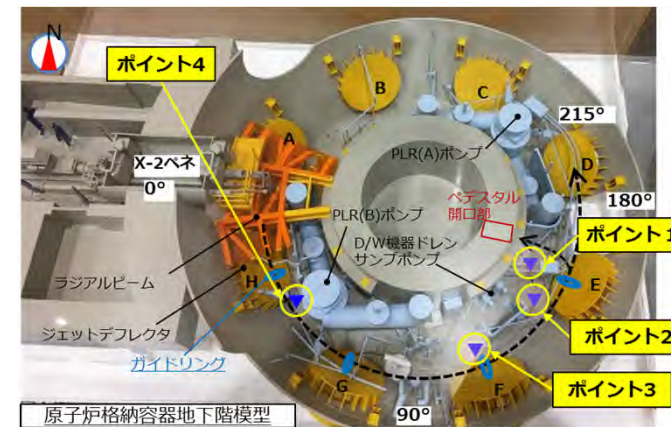 N
ポイント4
B
C
215°
A
PLR(A)ポンプ
D
X-2ペネ
0°
ペデスタル
開口部
180°
PLR(B)ポンプ
ポイント1
D/W機器ドレン
サンプポンプ
ラジアルビーム
H
E
ジェットデフレクタ
ポイント2
ガイドリング
G
F
ポイント3
90°
原子炉格納容器地下階模型